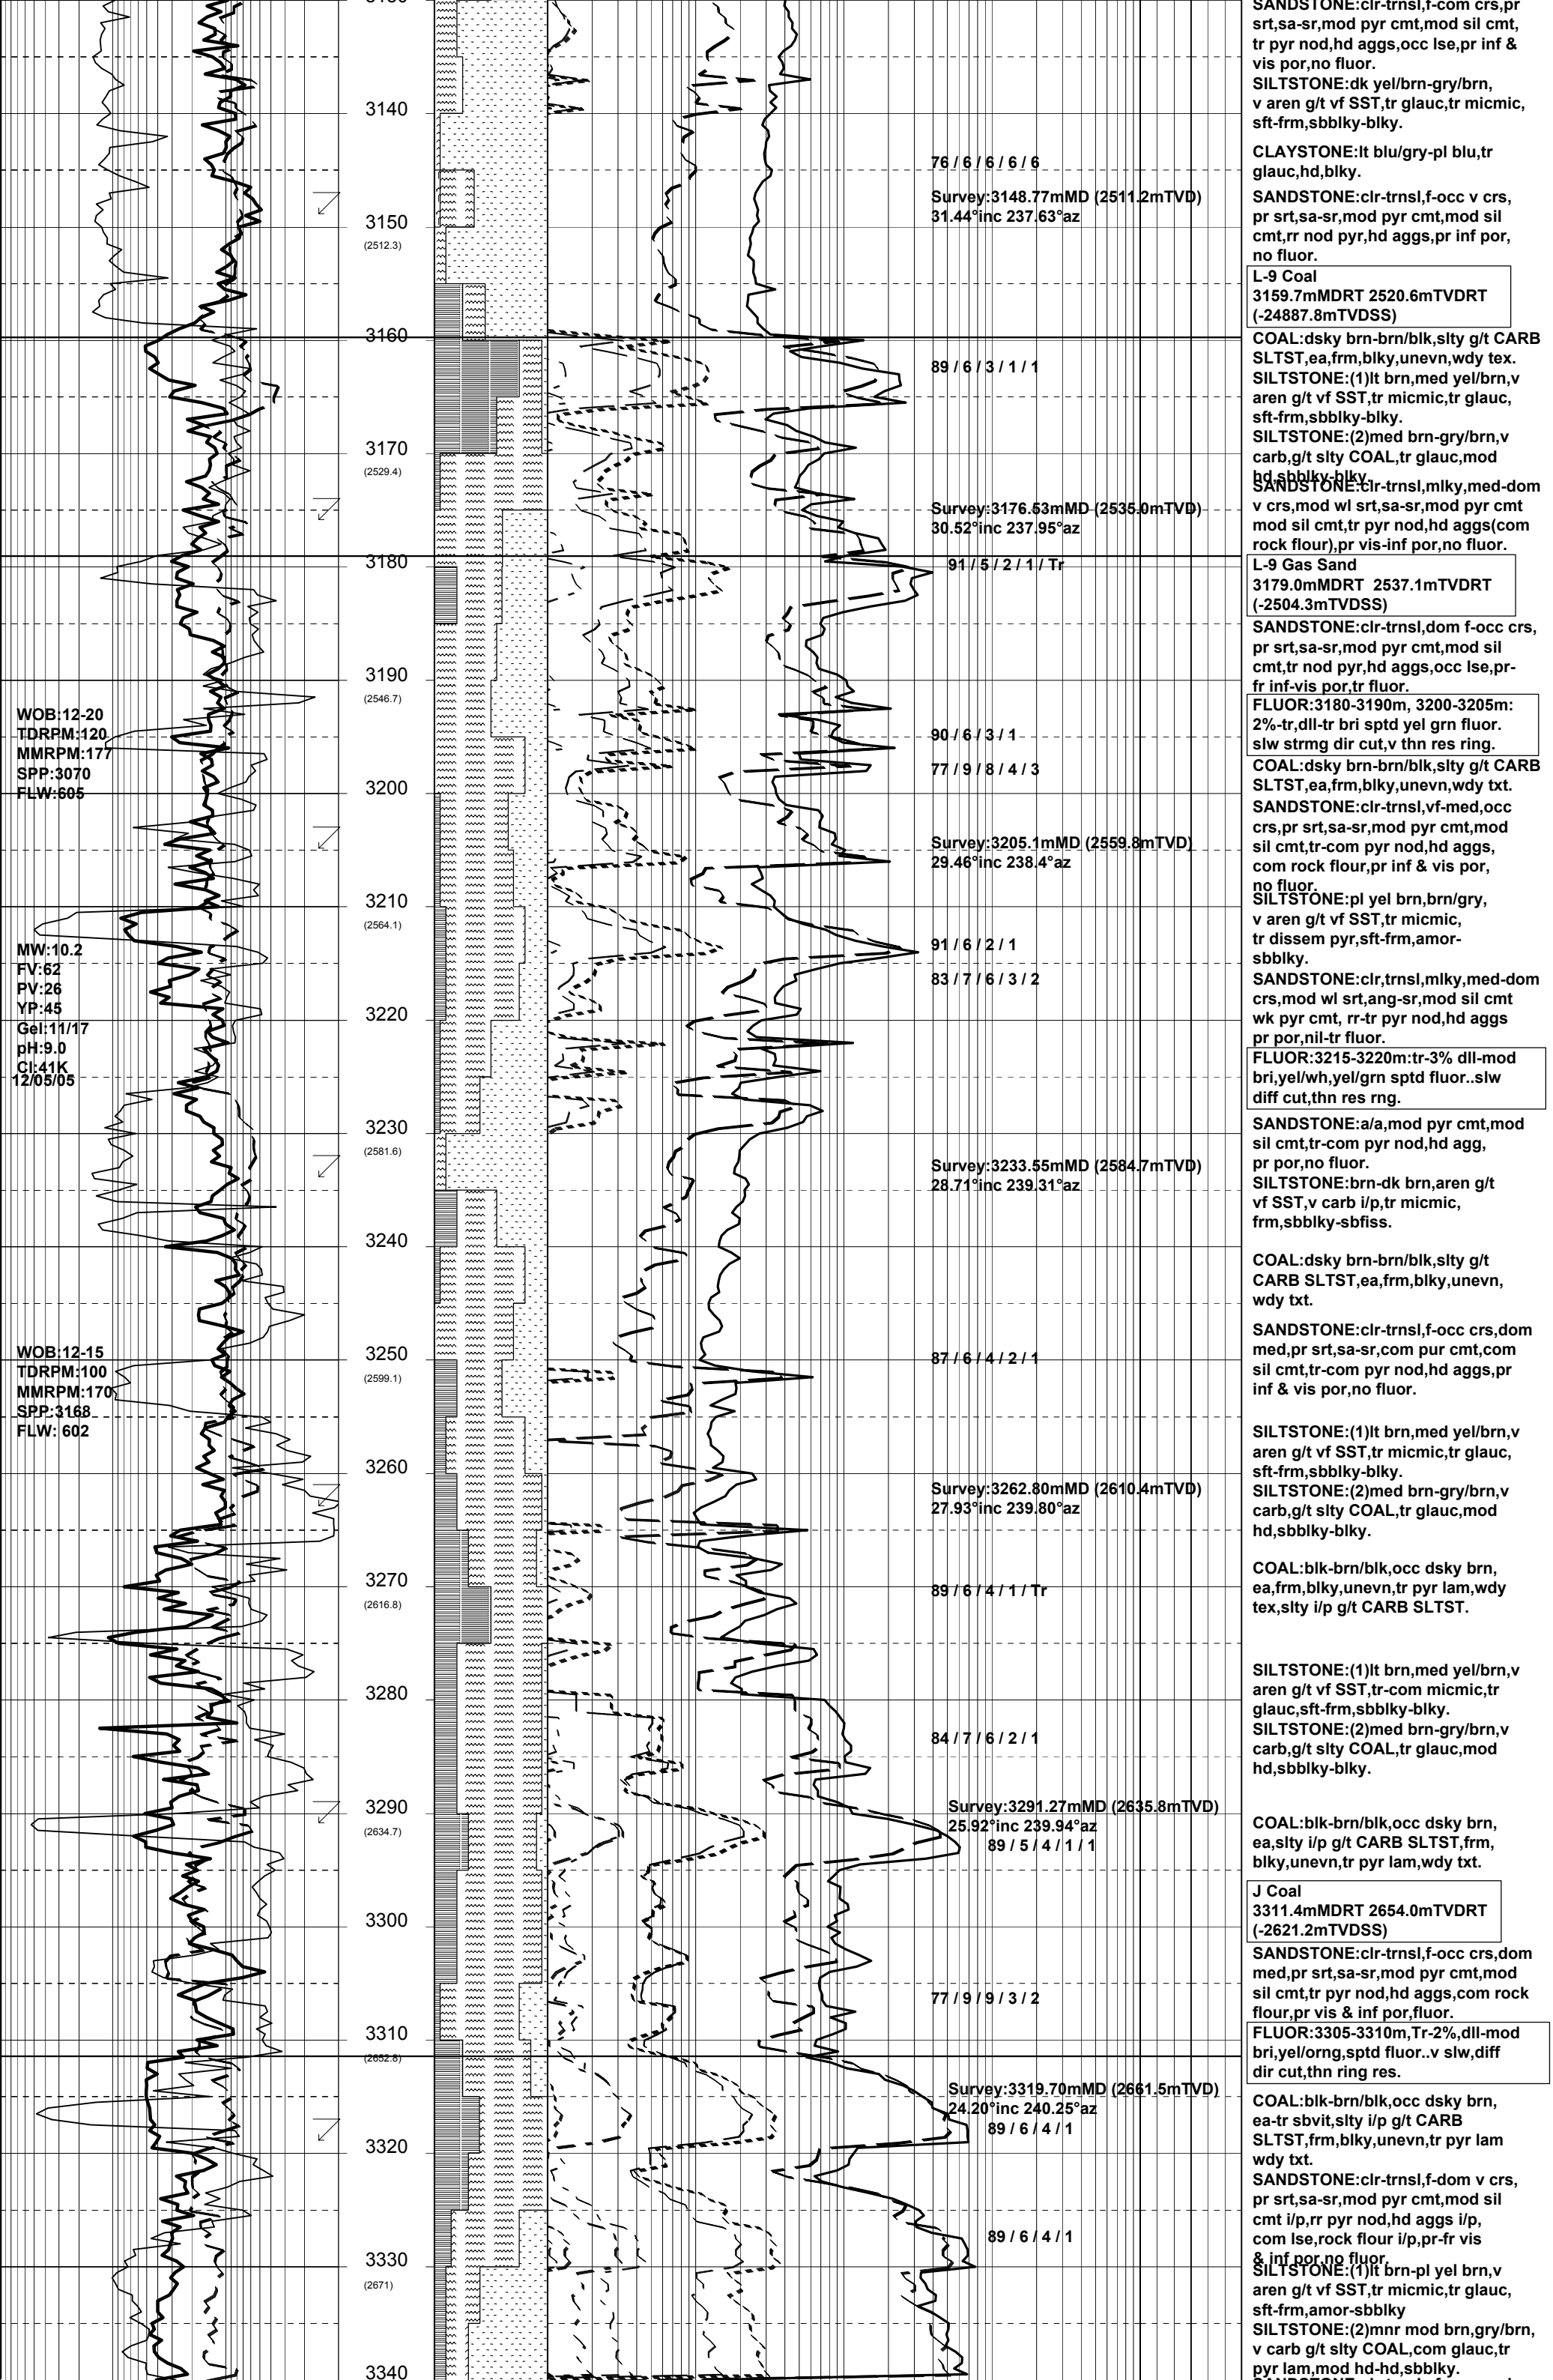 WOB:12-20
TDRPM:120
MMRPM:177
SPP:3070
FLW:605
MW:10.2
FV:62
PV:26
YP:45
Gel:11/17
pH:9.0
Cl:41K
12/05/05
WOB:12-15
TDRPM:100
MMRPM:170
SPP:3168
FLW: 602
3140
3150
(2512.3)
3160
3170
(2529.4)
3180
3190
(2546.7)
3200
3210
(2564.1)
3220
3230
(2581.6)
3240
3250
(2599.1)
3260
3270
(2616.8)
3280
3290
(2634.7)
3300
3310
(2652.8)
3320
3330
(2671)
3340
76 / 6 / 6 / 6 / 6
Survey:3148.77mMD (2511.2mTVD)
31.44°inc 237.63°az
89 / 6 / 3 / 1 / 1
Survey:3176.53mMD (2535.0mTVD)
30.52°inc 237.95°az
91 / 5 / 2 / 1 / Tr
90 / 6 / 3 / 1
77 / 9 / 8 / 4 / 3
Survey:3205.1mMD (2559.8mTVD)
29.46°inc 238.4°az
91 / 6 / 2 / 1
83 / 7 / 6 / 3 / 2
Survey:3233.55mMD (2584.7mTVD)
28.71°inc 239.31°az
87 / 6 / 4 / 2 / 1
Survey:3262.80mMD (2610.4mTVD)
27.93°inc 239.80°az
89 / 6 / 4 / 1 / Tr
84 / 7 / 6 / 2 / 1
Survey:3291.27mMD (2635.8mTVD)
25.92°inc 239.94°az
89 / 5 / 4 / 1 / 1
77 / 9 / 9 / 3 / 2
Survey:3319.70mMD (2661.5mTVD)
24.20°inc 240.25°az
89 / 6 / 4 / 1
89 / 6 / 4 / 1
SANDSTONE:clr-trnsl,f-com crs,pr
srt,sa-sr,mod pyr cmt,mod sil cmt,
tr pyr nod,hd aggs,occ lse,pr inf &
vis por,no fluor.
SILTSTONE:dk yel/brn-gry/brn,
v aren g/t vf SST,tr glauc,tr micmic,
sft-frm,sbblky-blky.
CLAYSTONE:lt blu/gry-pl blu,tr
glauc,hd,blky.
SANDSTONE:clr-trnsl,f-occ v crs,
pr srt,sa-sr,mod pyr cmt,mod sil
cmt,rr nod pyr,hd aggs,pr inf por,
no fluor.
L-9 Coal
3159.7mMDRT 2520.6mTVDRT
(-24887.8mTVDSS)
COAL:dsky brn-brn/blk,slty g/t CARB
SLTST,ea,frm,blky,unevn,wdy tex.
SILTSTONE:(1)lt brn,med yel/brn,v
aren g/t vf SST,tr micmic,tr glauc,
sft-frm,sbblky-blky.
SILTSTONE:(2)med brn-gry/brn,v
carb,g/t slty COAL,tr glauc,mod
hd,sbblky-blky.
SANDSTONE:clr-trnsl,mlky,med-dom
v crs,mod wl srt,sa-sr,mod pyr cmt
mod sil cmt,tr pyr nod,hd aggs(com
rock flour),pr vis-inf por,no fluor.
L-9 Gas Sand
3179.0mMDRT 2537.1mTVDRT
(-2504.3mTVDSS)
SANDSTONE:clr-trnsl,dom f-occ crs,
pr srt,sa-sr,mod pyr cmt,mod sil
cmt,tr nod pyr,hd aggs,occ lse,pr-
fr inf-vis por,tr fluor.
FLUOR:3180-3190m, 3200-3205m:
2%-tr,dll-tr bri sptd yel grn fluor.
slw strmg dir cut,v thn res ring.
COAL:dsky brn-brn/blk,slty g/t CARB
SLTST,ea,frm,blky,unevn,wdy txt.
SANDSTONE:clr-trnsl,vf-med,occ
crs,pr srt,sa-sr,mod pyr cmt,mod
sil cmt,tr-com pyr nod,hd aggs,
com rock flour,pr inf & vis por,
no fluor.
SILTSTONE:pl yel brn,brn/gry,
v aren g/t vf SST,tr micmic,
tr dissem pyr,sft-frm,amor-
sbblky.
SANDSTONE:clr,trnsl,mlky,med-dom
crs,mod wl srt,ang-sr,mod sil cmt
wk pyr cmt, rr-tr pyr nod,hd aggs
pr por,nil-tr fluor.
FLUOR:3215-3220m:tr-3% dll-mod
bri,yel/wh,yel/grn sptd fluor..slw
diff cut,thn res rng.
SANDSTONE:a/a,mod pyr cmt,mod
sil cmt,tr-com pyr nod,hd agg,
pr por,no fluor.
SILTSTONE:brn-dk brn,aren g/t
vf SST,v carb i/p,tr micmic,
frm,sbblky-sbfiss.
COAL:dsky brn-brn/blk,slty g/t
CARB SLTST,ea,frm,blky,unevn,
wdy txt.
SANDSTONE:clr-trnsl,f-occ crs,dom
med,pr srt,sa-sr,com pur cmt,com
sil cmt,tr-com pyr nod,hd aggs,pr
inf & vis por,no fluor.
SILTSTONE:(1)lt brn,med yel/brn,v
aren g/t vf SST,tr micmic,tr glauc,
sft-frm,sbblky-blky.
SILTSTONE:(2)med brn-gry/brn,v
carb,g/t slty COAL,tr glauc,mod
hd,sbblky-blky.
COAL:blk-brn/blk,occ dsky brn,
ea,frm,blky,unevn,tr pyr lam,wdy
tex,slty i/p g/t CARB SLTST.
SILTSTONE:(1)lt brn,med yel/brn,v
aren g/t vf SST,tr-com micmic,tr
glauc,sft-frm,sbblky-blky.
SILTSTONE:(2)med brn-gry/brn,v
carb,g/t slty COAL,tr glauc,mod
hd,sbblky-blky.
COAL:blk-brn/blk,occ dsky brn,
ea,slty i/p g/t CARB SLTST,frm,
blky,unevn,tr pyr lam,wdy txt.
J Coal
3311.4mMDRT 2654.0mTVDRT
(-2621.2mTVDSS)
SANDSTONE:clr-trnsl,f-occ crs,dom
med,pr srt,sa-sr,mod pyr cmt,mod
sil cmt,tr pyr nod,hd aggs,com rock
flour,pr vis & inf por,fluor.
FLUOR:3305-3310m,Tr-2%,dll-mod
bri,yel/orng,sptd fluor..v slw,diff
dir cut,thn ring res.
COAL:blk-brn/blk,occ dsky brn,
ea-tr sbvit,slty i/p g/t CARB
SLTST,frm,blky,unevn,tr pyr lam
wdy txt.
SANDSTONE:clr-trnsl,f-dom v crs,
pr srt,sa-sr,mod pyr cmt,mod sil
cmt i/p,rr pyr nod,hd aggs i/p,
com lse,rock flour i/p,pr-fr vis
& inf por,no fluor.
SILTSTONE:(1)lt brn-pl yel brn,v
aren g/t vf SST,tr micmic,tr glauc,
sft-frm,amor-sbblky
SILTSTONE:(2)mnr mod brn,gry/brn,
v carb g/t slty COAL,com glauc,tr
pyr lam,mod hd-hd,sbblky.